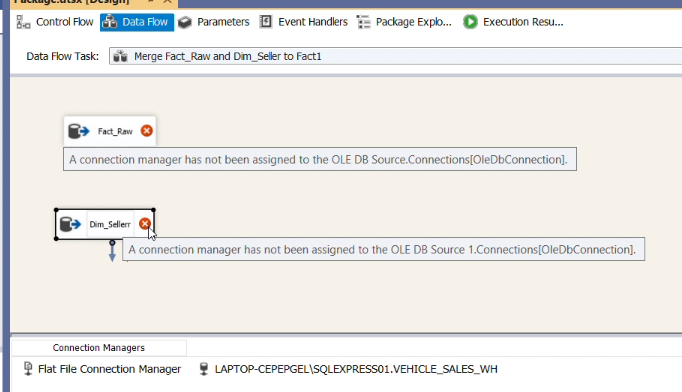 Package.dtsx [Design]
Control Flow Data Flow Parameters Event Handlers Package Explo... Execution Resu...
Data Flow Task: Merge Fact_Raw and Dim_Seller to Fact1
Fact_Raw
A connection manager has not been assigned to the OLE DB Source.Connections[OleDbConnection].
Dim_Sellerr
A connection manager has not been assigned to the OLE DB Source 1.Connections[OleDbConnection].
Connection Managers
Flat File Connection Manager LAPTOP-CEPEPGEL\SQLEXPRESS01.VEHICLE_SALES_WH